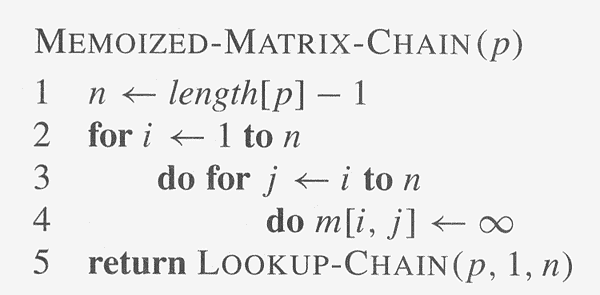 MEMOIZED-MATRIX-CHAIN(p)
1 n ← length[p] − 1
2 for i ← 1 to n
3 do for j ← i to n
4 do m[i, j] ← ∞
5 return LOOKUP-CHAIN(p, 1, n)